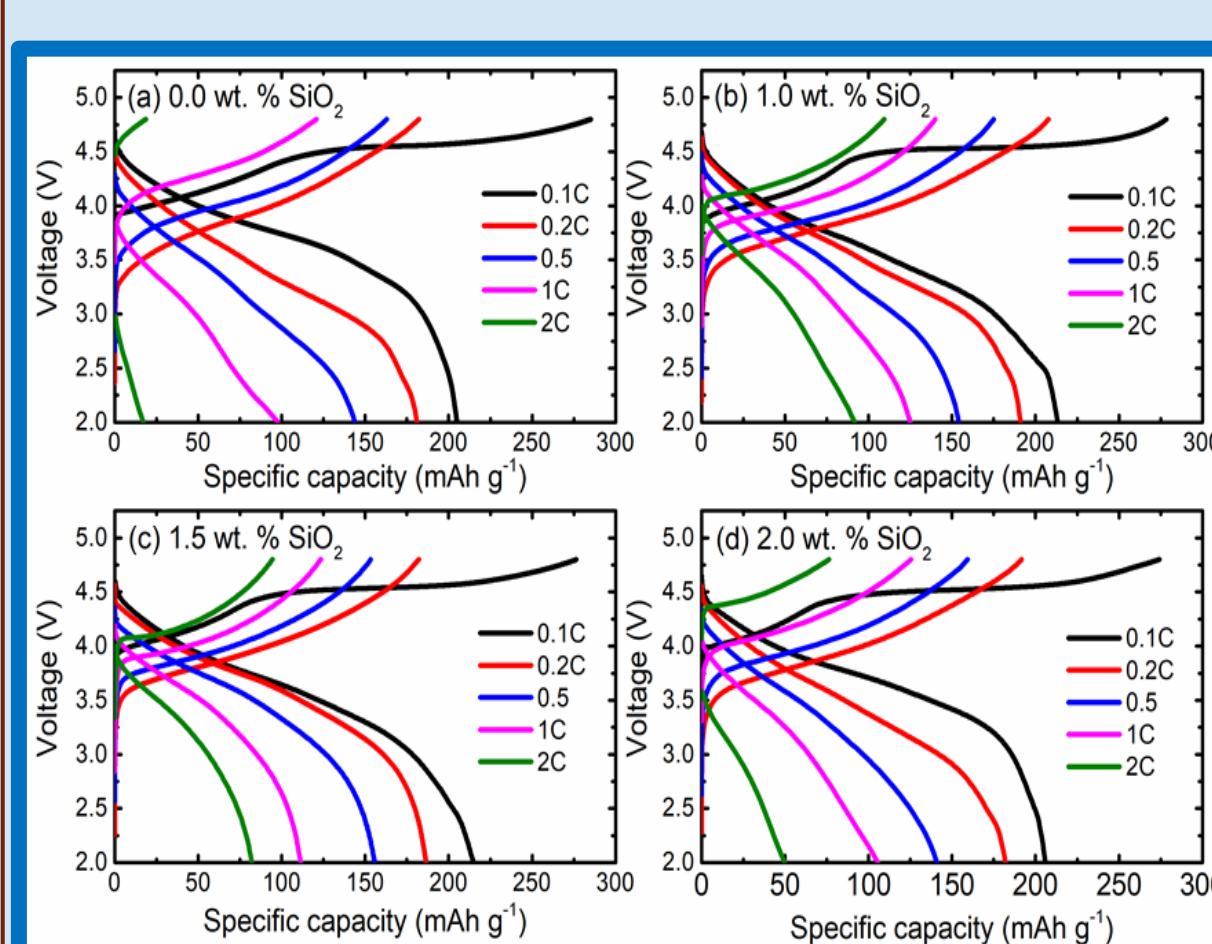 (a) 0.0 wt. % SiO₂
5.0
4.5
4.0
3.5
3.0
2.5
2.0
Voltage (V)
0.1C
0.2C
0.5
1C
2C
0 50 100 150 200 250 300
Specific capacity (mAh g⁻¹)
(b) 1.0 wt. % SiO₂
5.0
4.5
4.0
3.5
3.0
2.5
2.0
Voltage (V)
0.1C
0.2C
0.5
1C
2C
0 50 100 150 200 250
Specific capacity (mAh g⁻¹)
(c) 1.5 wt. % SiO₂
5.0
4.5
4.0
3.5
3.0
2.5
2.0
Voltage (V)
0.1C
0.2C
0.5
1C
2C
0 50 100 150 200 250 300
Specific capacity (mAh g⁻¹)
(d) 2.0 wt. % SiO₂
5.0
4.5
4.0
3.5
3.0
2.5
2.0
Voltage (V)
0.1C
0.2C
0.5
1C
2C
0 50 100 150 200 250
Specific capacity (mAh g⁻¹)